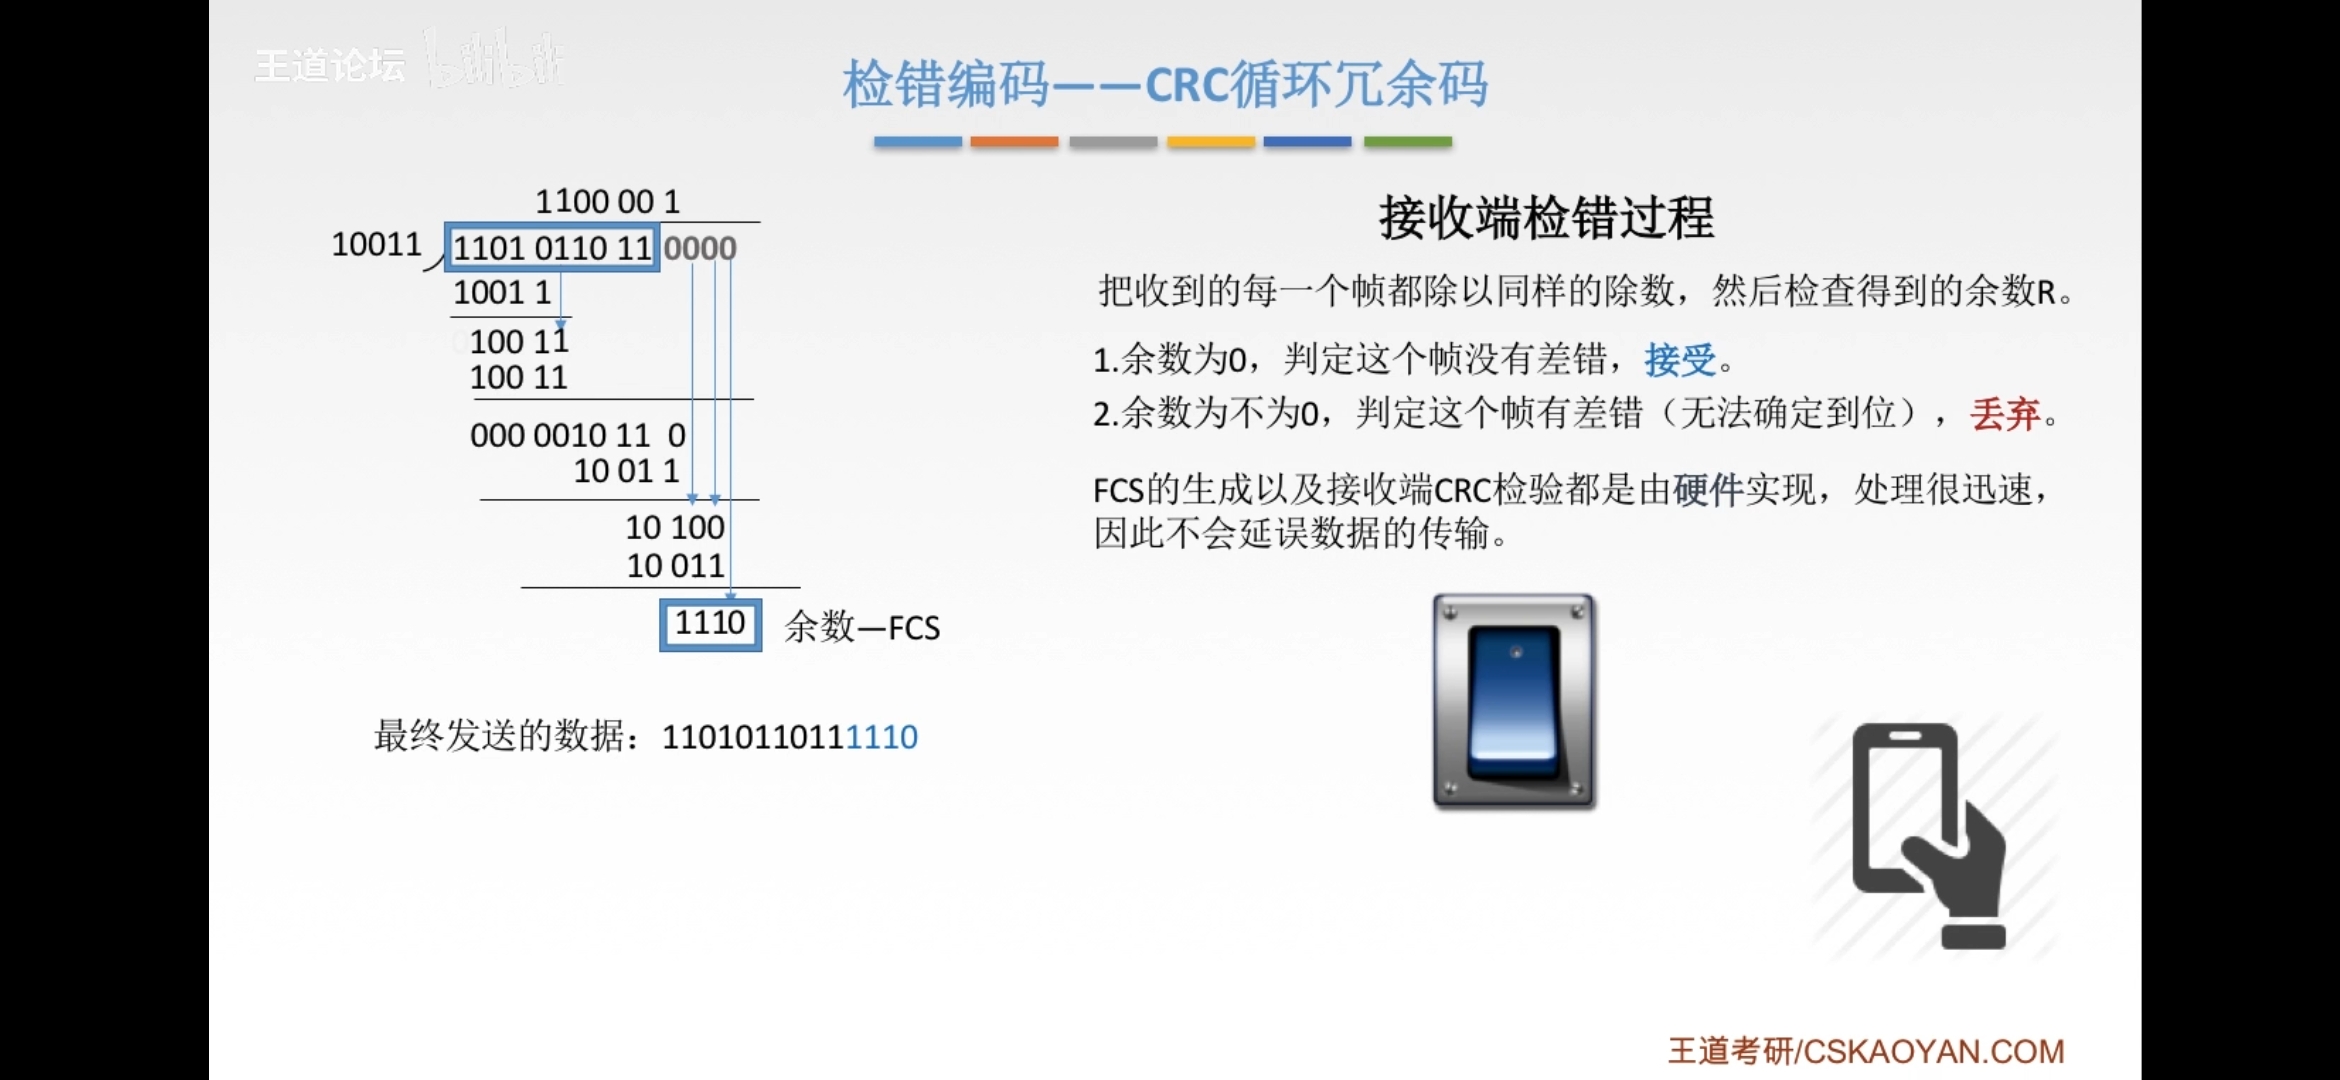 王道论坛 bilibili
检错编码——CRC循环冗余码
1100 00 1
10011
1101 0110 11 0000
1001 1
0100 11
100 11
000 0010 11 0
10 01 1
10 100
10 011
1110 余数—FCS
最终发送的数据：11010110111110
接收端检错过程
把收到的每一个帧都除以同样的除数，然后检查得到的余数R。
1.余数为0，判定这个帧没有差错，接受。
2.余数为不为0，判定这个帧有差错（无法确定到位），丢弃。
FCS的生成以及接收端CRC检验都是由硬件实现，处理很迅速，
因此不会延误数据的传输。
王道考研/CSKAOYAN.COM